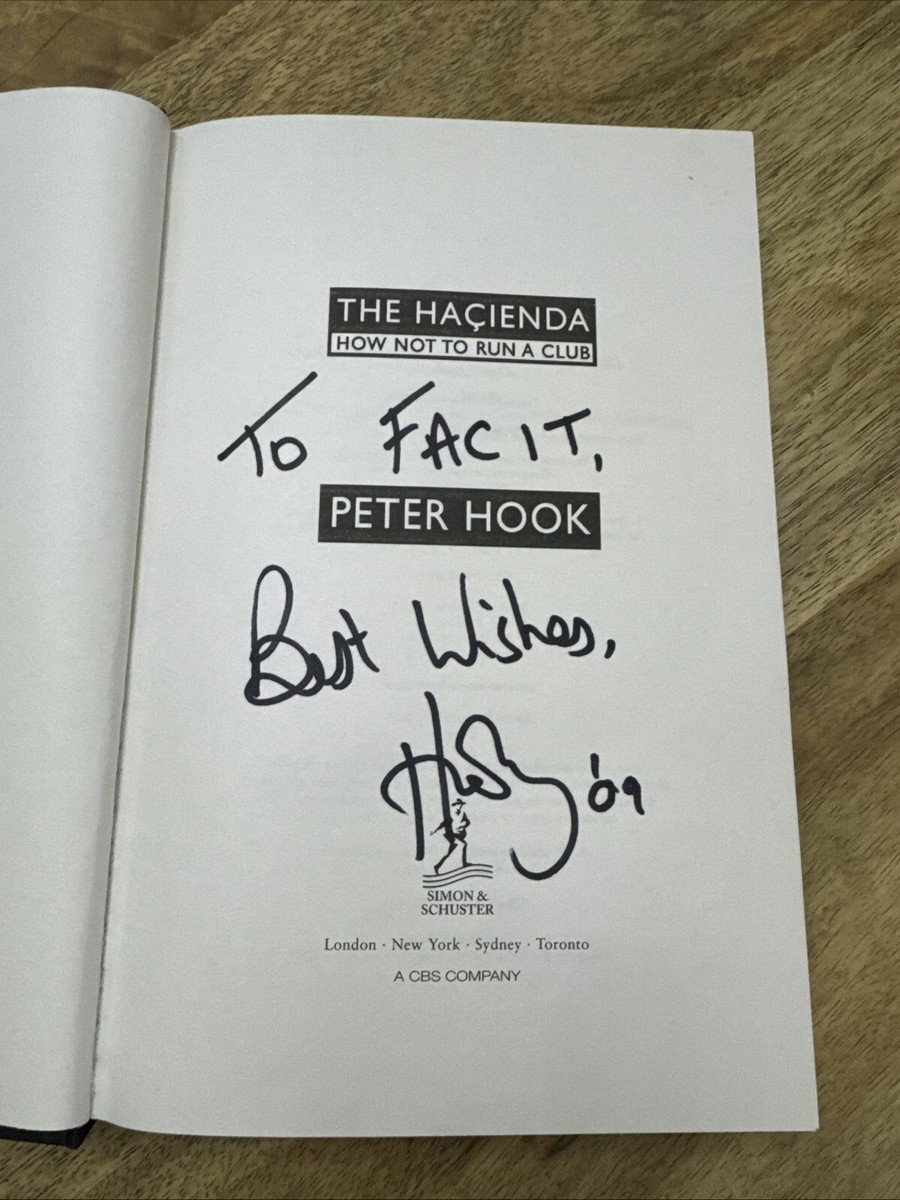 THE HAÇIENDA
HOW NOT TO RUN A CLUB
To FAC IT,
PETER HOOK
Best Wishes,
Hooky '09
SIMON &
SCHUSTER
London · New York · Sydney · Toronto
A CBS COMPANY